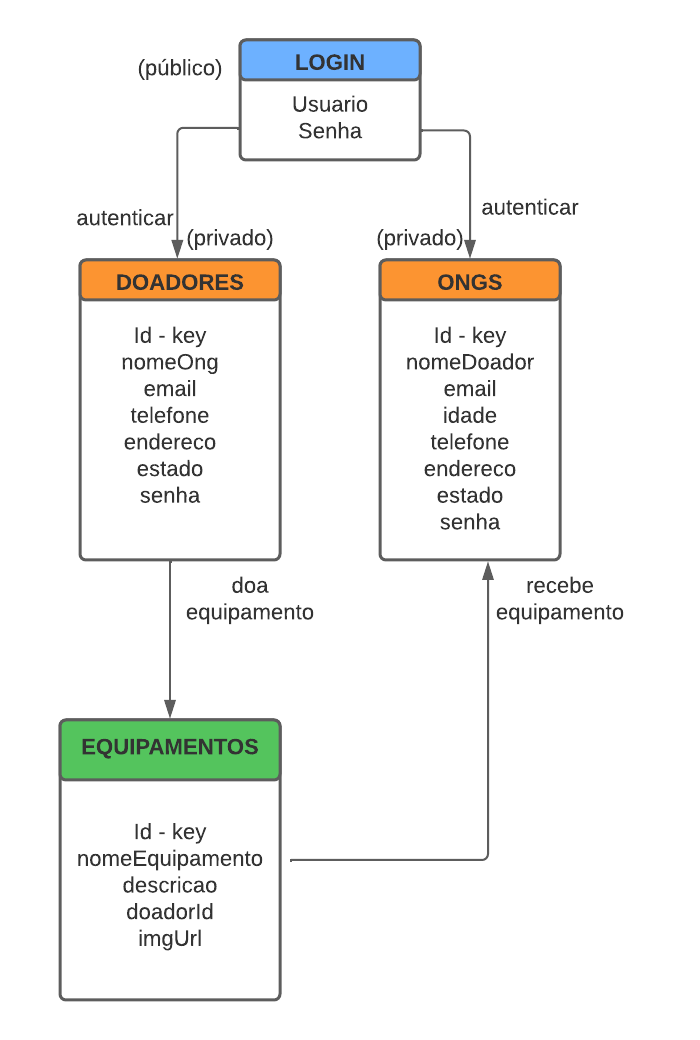 (público)
LOGIN
Usuario
Senha
autenticar
autenticar
(privado)
(privado)
DOADORES
Id - key
nomeOng
email
telefone
endereco
estado
senha
ONGS
Id - key
nomeDoador
email
idade
telefone
endereco
estado
senha
doa
equipamento
recebe
equipamento
EQUIPAMENTOS
Id - key
nomeEquipamento
descricao
doadorId
imgUrl